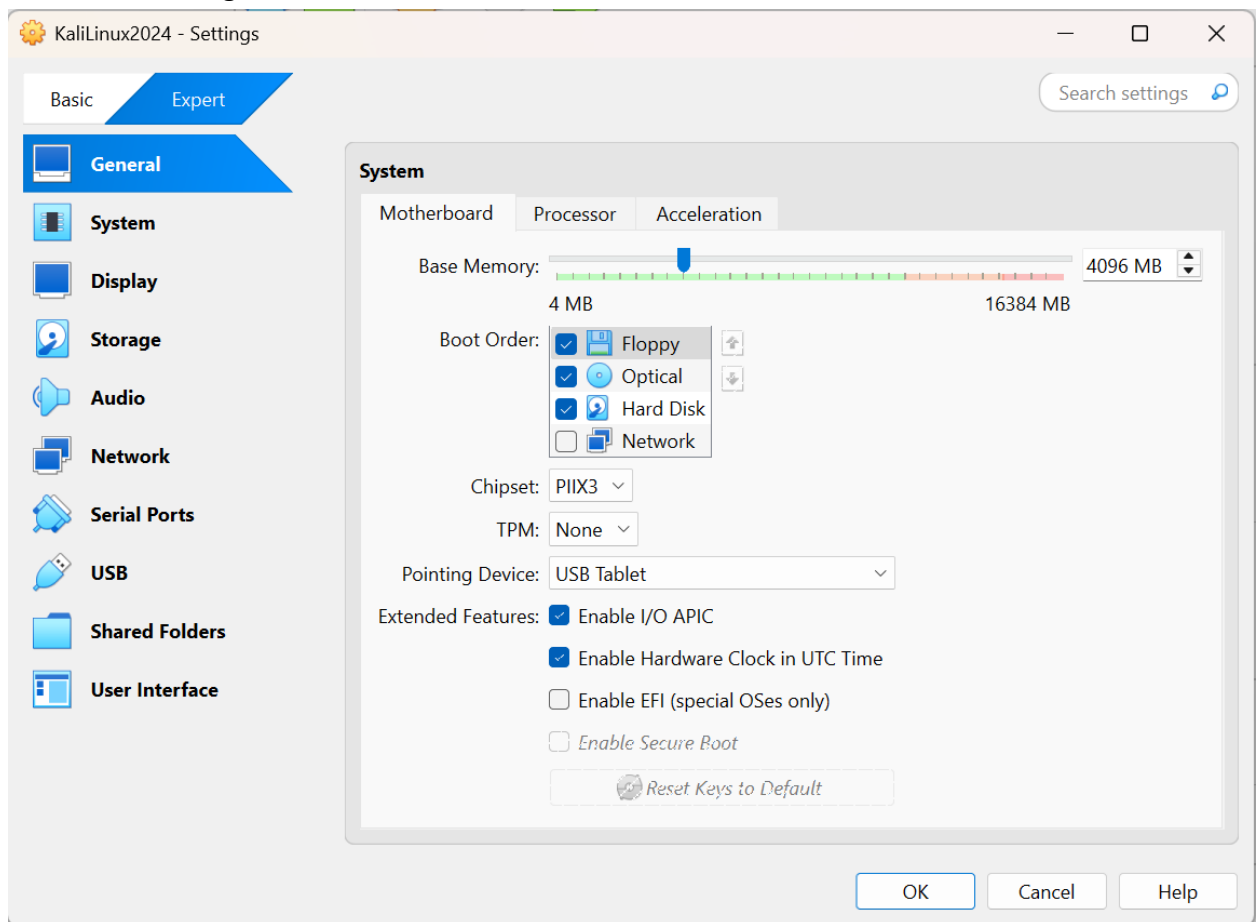 KaliLinux2024 - Settings
Basic
Expert
Search settings
General
System
Display
Storage
Audio
Network
Serial Ports
USB
Shared Folders
User Interface
System
Motherboard Processor Acceleration
Base Memory: 4096 MB
4 MB 16384 MB
Boot Order: Floppy
Optical
Hard Disk
Network
Chipset: PIIX3
TPM: None
Pointing Device: USB Tablet
Extended Features: Enable I/O APIC
Enable Hardware Clock in UTC Time
Enable EFI (special OSes only)
Enable Secure Boot
Reset Keys to Default
OK Cancel Help